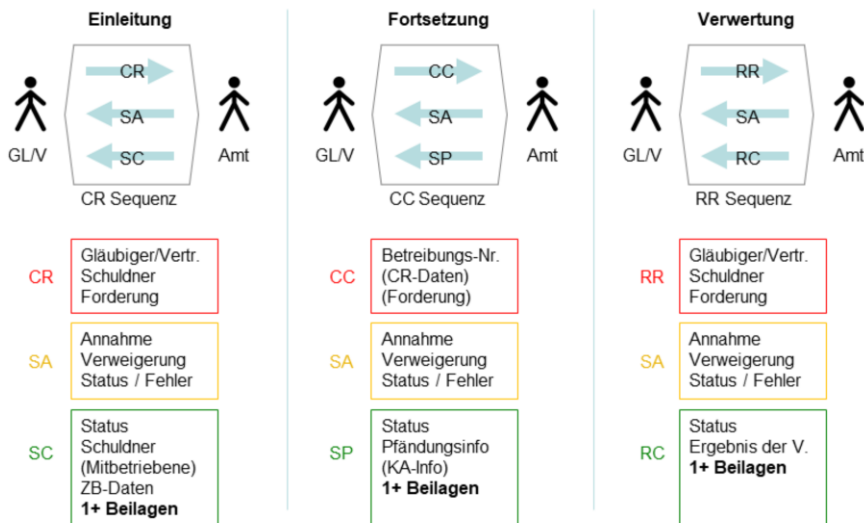 Einleitung
CR
SA
SC
GL/V
Amt
CR Sequenz
CR
Gläubiger/Vertr.
Schuldner
Forderung
SA
Annahme
Verweigerung
Status / Fehler
SC
Status
Schuldner
(Mitbetriebene)
ZB-Daten
1+ Beilagen
Fortsetzung
CC
SA
SP
GL/V
Amt
CC Sequenz
CC
Betreibungs-Nr.
(CR-Daten)
(Forderung)
SA
Annahme
Verweigerung
Status / Fehler
SP
Status
Pfändungsinfo
(KA-Info)
1+ Beilagen
Verwertung
RR
SA
RC
GL/V
Amt
RR Sequenz
RR
Gläubiger/Vertr.
Schuldner
Forderung
SA
Annahme
Verweigerung
Status / Fehler
RC
Status
Ergebnis der V.
1+ Beilagen